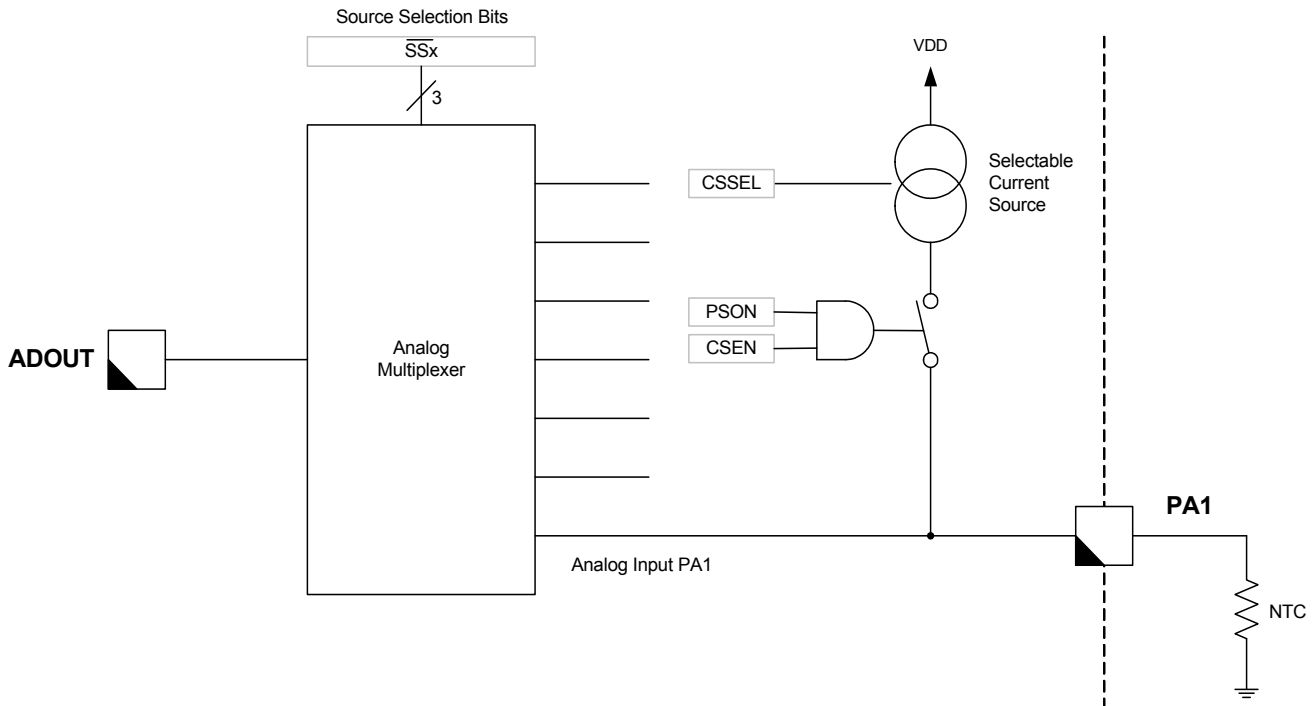 Source Selection Bits
SSx
3
VDD
CSSEL
Selectable
Current
Source
PSON
CSEN
ADOUT
Analog
Multiplexer
PA1
Analog Input PA1
NTC